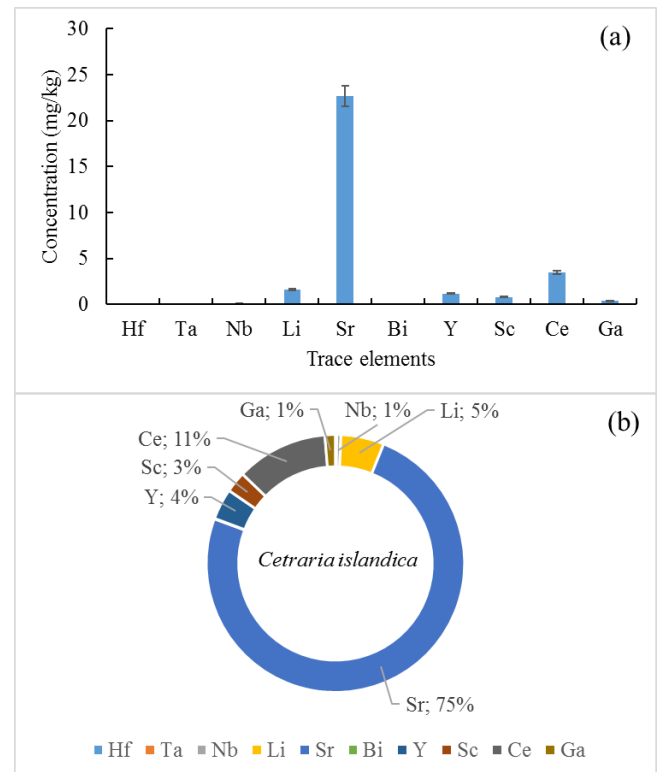 (a)
Concentration (mg/kg)
30
25
20
15
10
5
0
Hf Ta Nb Li Sr Bi Y Sc Ce Ga
Trace elements
(b)
Ga; 1%
Nb; 1%
Li; 5%
Ce; 11%
Sc; 3%
Y; 4%
Cetraria islandica
Sr; 75%
Hf Ta Nb Li Sr Bi Y Sc Ce Ga